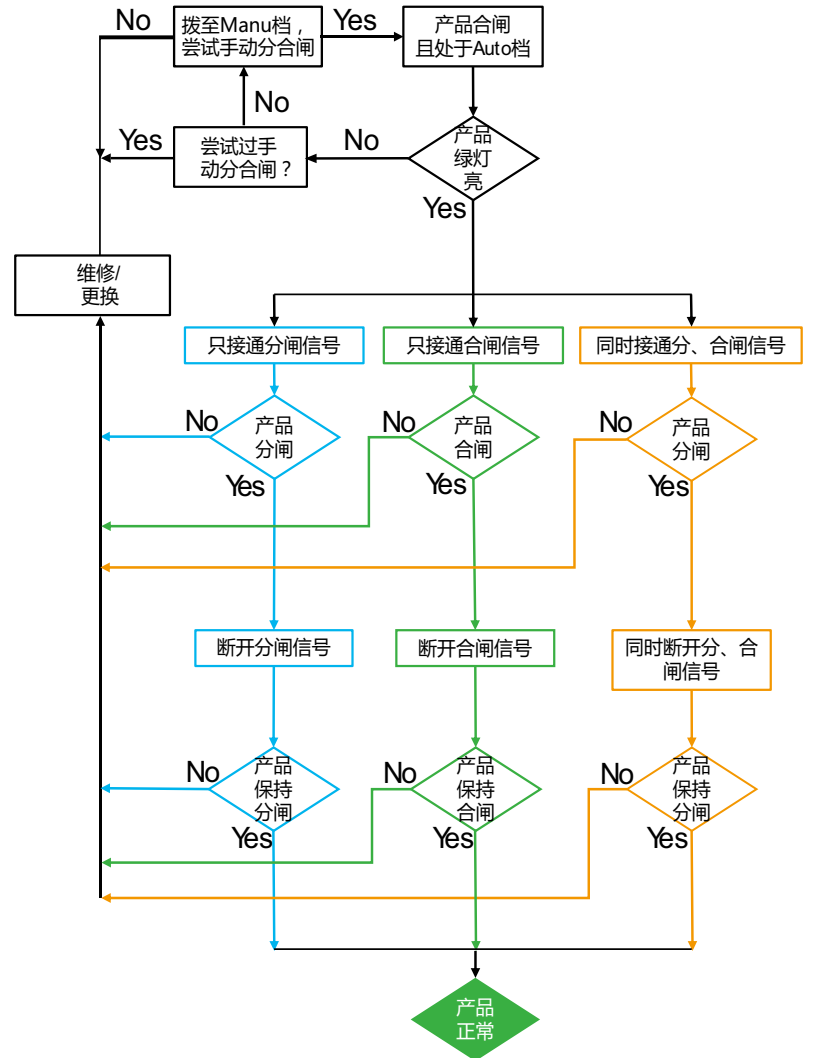 No
拨至Manu档，
尝试手动分合闸
Yes
产品合闸
且处于Auto档
No
Yes
尝试过手
动分合闸？
No
产品
绿灯
亮
Yes
维修/
更换
只接通分闸信号
只接通合闸信号
同时接通分、合闸信号
No
产品
分闸
Yes
No
产品
合闸
Yes
No
产品
分闸
Yes
断开分闸信号
断开合闸信号
同时断开分、合
闸信号
No
产品
保持
分闸
Yes
No
产品
保持
合闸
Yes
No
产品
保持
分闸
Yes
产品
正常